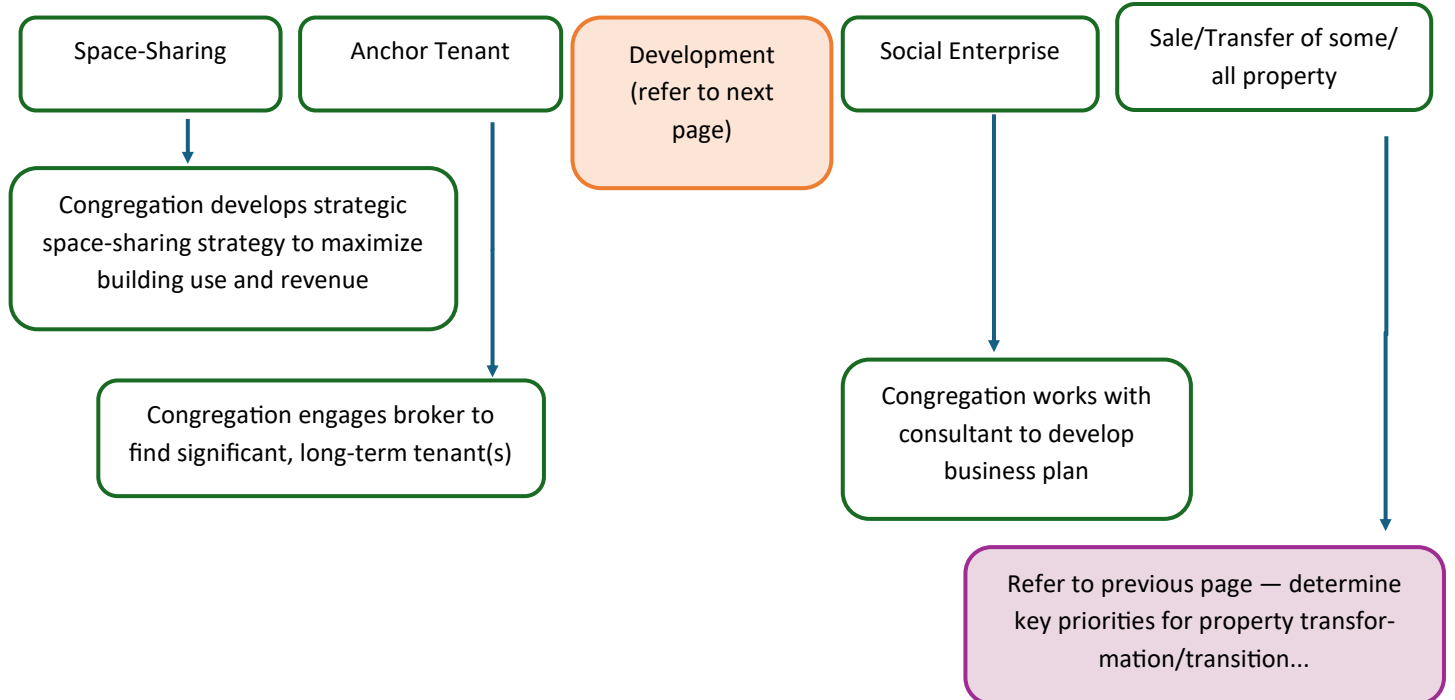 Space-Sharing
Anchor Tenant
Development
(refer to next
page)
Social Enterprise
Sale/Transfer of some/
all property
Congregation develops strategic
space-sharing strategy to maximize
building use and revenue
Congregation engages broker to
find significant, long-term tenant(s)
Congregation works with
consultant to develop
business plan
Refer to previous page — determine
key priorities for property transfor-
mation/transition...